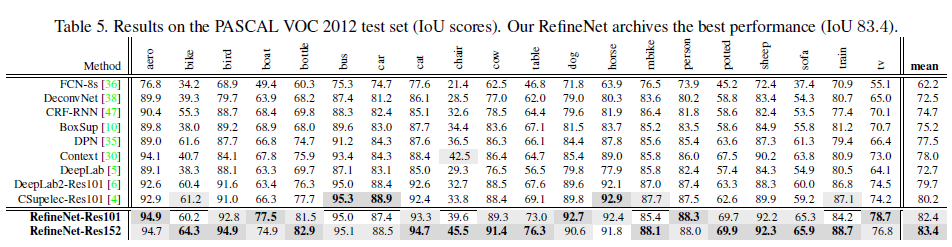 Table 5. Results on the PASCAL VOC 2012 test set (IoU scores). Our RefineNet archives the best performance (IoU 83.4).
Method aero bike bird boat bottle bus car cat chair cow table dog horse mbike person potted sheep sofa train tv mean
FCN-8s [36] 76.8 34.2 68.9 49.4 60.3 75.3 74.7 77.6 21.4 62.5 46.8 71.8 63.9 76.5 73.9 45.2 72.4 37.4 70.9 55.1 62.2
DeconvNet [38] 89.9 39.3 79.7 63.9 68.2 87.4 81.2 86.1 28.5 77.0 62.0 79.0 80.3 83.6 80.2 58.8 83.4 54.3 80.7 65.0 72.5
CRF-RNN [47] 90.4 55.3 88.7 68.4 69.8 88.3 82.4 85.1 32.6 78.5 64.4 79.6 81.9 86.4 81.8 58.6 82.4 53.5 77.4 70.1 74.7
BoxSup [10] 89.8 38.0 89.2 68.9 68.0 89.6 83.0 87.7 34.4 83.6 67.1 81.5 83.7 85.2 83.5 58.6 84.9 55.8 81.2 70.7 75.2
DPN [35] 89.0 61.6 87.7 66.8 74.7 91.2 84.3 87.6 36.5 86.3 66.1 84.4 87.8 85.6 85.4 63.6 87.3 61.3 79.4 66.4 77.5
Context [30] 94.1 40.7 84.1 67.8 75.9 93.4 84.3 88.4 42.5 86.4 64.7 85.4 89.0 85.8 86.0 67.5 90.2 63.8 80.9 73.0 78.0
DeepLab [5] 89.1 38.3 88.1 63.3 69.7 87.1 83.1 85.0 29.3 76.5 56.5 79.8 77.9 85.8 82.4 57.4 84.3 54.9 80.5 64.1 72.7
DeepLab2-Res101 [6] 92.6 60.4 91.6 63.4 76.3 95.0 88.4 92.6 32.7 88.5 67.6 89.6 92.1 87.0 87.4 63.3 88.3 60.0 86.8 74.5 79.7
CSupelec-Res101 [4] 92.9 61.2 91.0 66.3 77.7 95.3 88.9 92.4 33.8 88.4 69.1 89.8 92.9 87.7 87.5 62.6 89.9 59.2 87.1 74.2 80.2
RefineNet-Res101 94.9 60.2 92.8 77.5 81.5 95.0 87.4 93.3 39.6 89.3 73.0 92.7 92.4 85.4 88.3 69.7 92.2 65.3 84.2 78.7 82.4
RefineNet-Res152 94.7 64.3 94.9 74.9 82.9 95.1 88.5 94.7 45.5 91.4 76.3 90.6 91.8 88.1 88.0 69.9 92.3 65.9 88.7 76.8 83.4